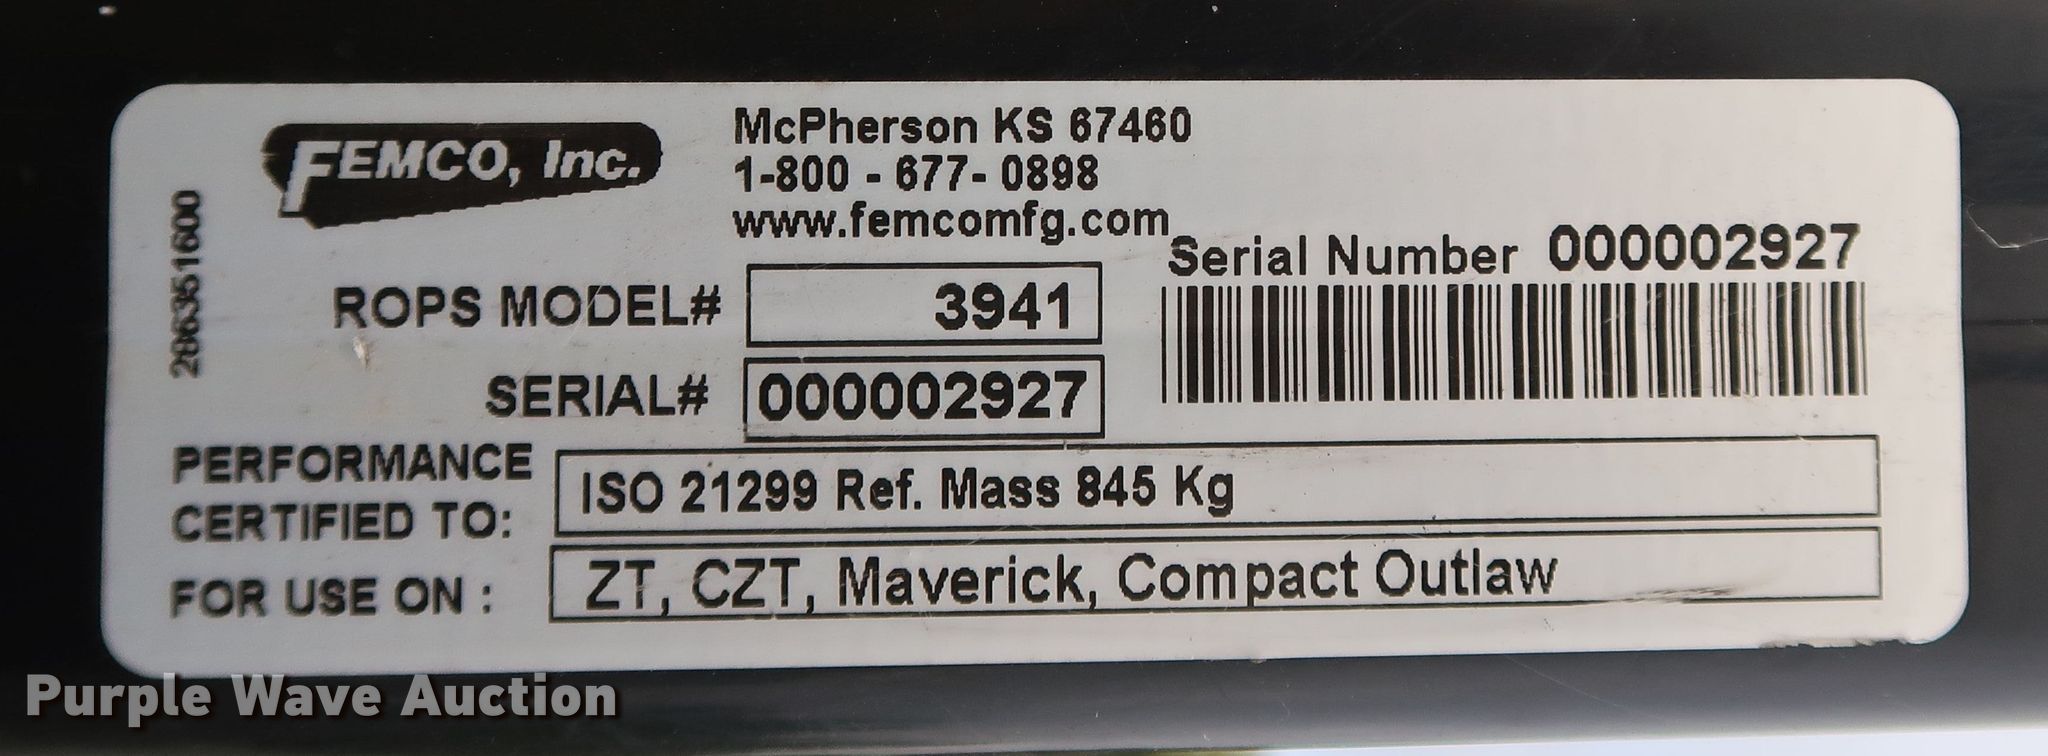 FEMCO, Inc.
McPherson KS 67460
1-800 - 677- 0898
www.femcomfg.com
286351600
Serial Number 000002927
ROPS MODEL# 3941
SERIAL# 000002927
PERFORMANCE
CERTIFIED TO: ISO 21299 Ref. Mass 845 Kg
FOR USE ON : ZT, CZT, Maverick, Compact Outlaw
Purple Wave Auction